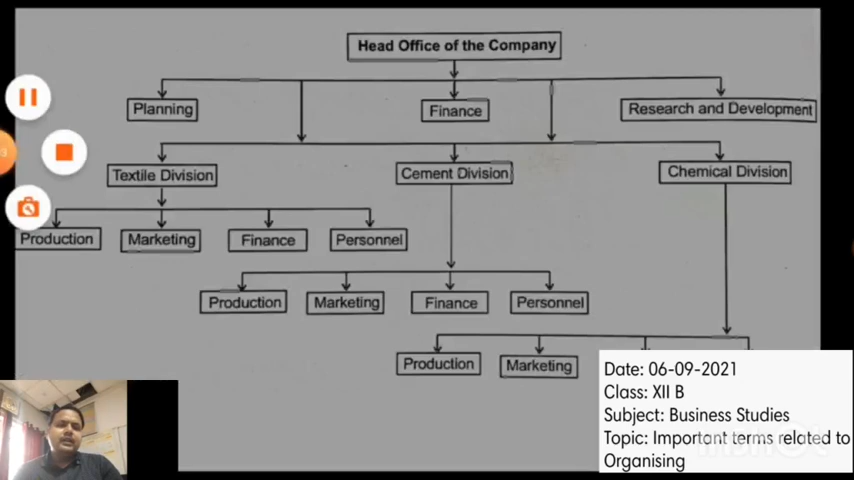 Head Office of the Company
Planning
Finance
Research and Development
Textile Division
Cement Division
Chemical Division
Production
Marketing
Finance
Personnel
Production
Marketing
Finance
Personnel
Production
Marketing
Date: 06-09-2021
Class: XII B
Subject: Business Studies
Topic: Important terms related to
Organising